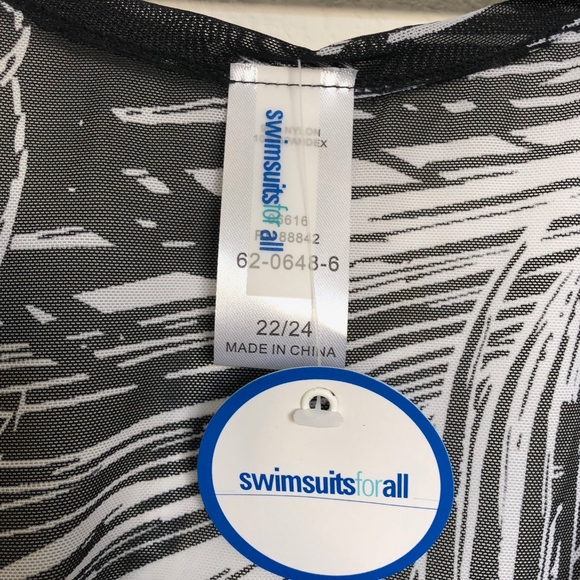 swimsuitsforall
NYLON
62-0648-6
22/24
MADE IN CHINA
swimsuitsforall